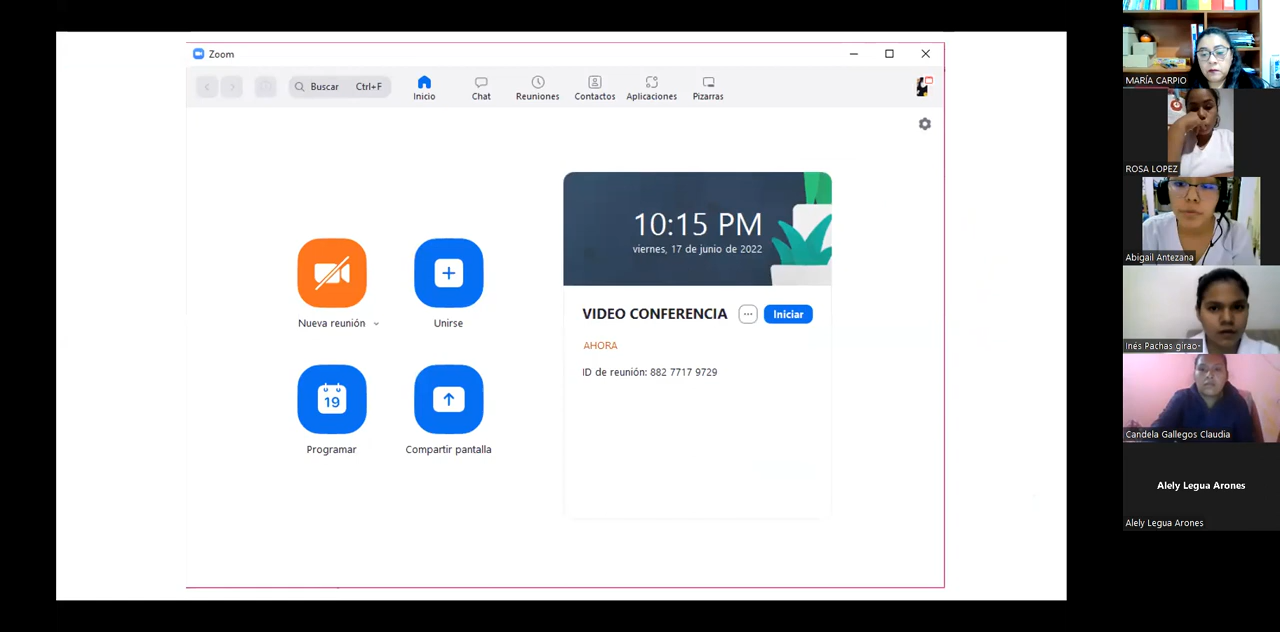 Zoom
Buscar Ctrl+F
Inicio
Chat
Reuniones
Contactos
Aplicaciones
Pizarras
10:15 PM
viernes, 17 de junio de 2022
Nueva reunión
Unirse
19
Programar
Compartir pantalla
VIDEO CONFERENCIA
Iniciar
AHORA
ID de reunión: 882 7717 9729
MARÍA CARPIO
ROSA LOPEZ
Abigail Antezana
Inés Pachas girao
Candela Gallegos Claudia
Alely Legua Arones
Alely Legua Arones